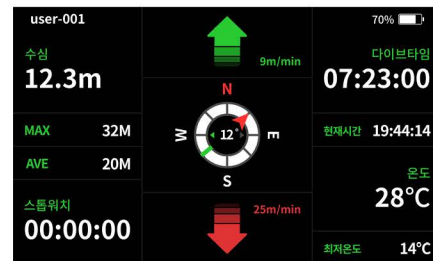 user-001
70%
수심
12.3m
9m/min
다이브타임
07:23:00
N
MAX 32M
W
12°
E
현재시간 19:44:14
AVE 20M
S
온도
28°C
스톱워치
00:00:00
25m/min
최저온도 14°C